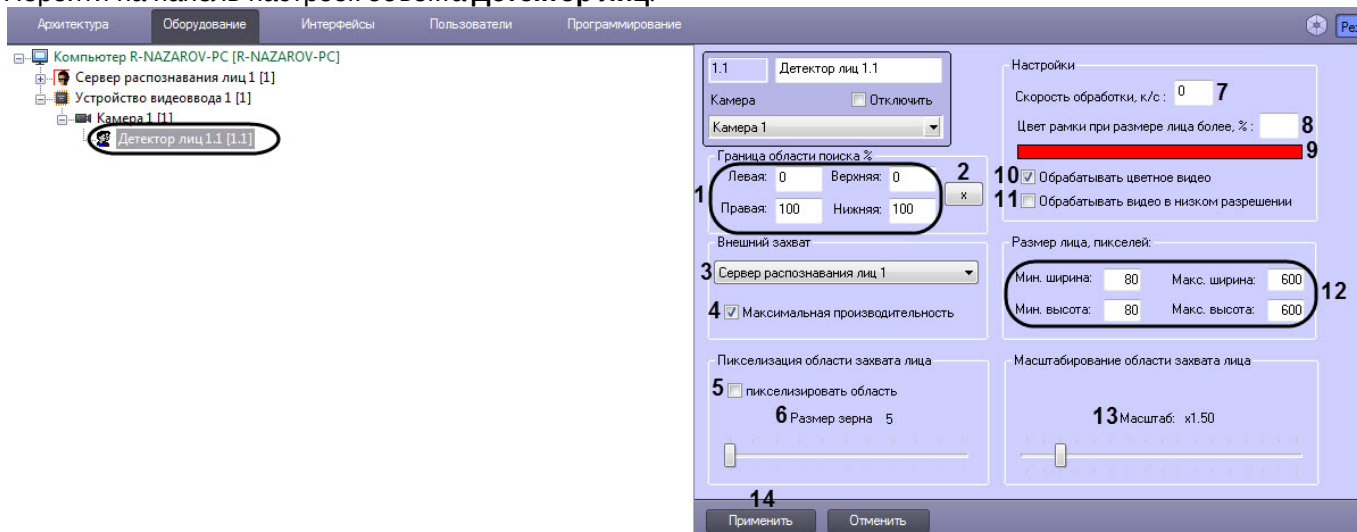 Перейти на панель настроек объекта Детектор лиц.
Архитектура Оборудование Интерфейсы Пользователи Программирование Реж
Компьютер R-NAZAROV-PC [R-NAZAROV-PC]
Сервер распознавания лиц 1 [1]
Устройство видеоввода 1 [1]
Камера 1 [1]
Детектор лиц 1.1 [1.1]
1.1 Детектор лиц 1.1
Камера Отключить
Камера 1
Граница области поиска %
1 Левая: 0 Верхняя: 0 2
Правая: 100 Нижняя: 100 x
Внешний захват
3 Сервер распознавания лиц 1
4 Максимальная производительность
Пикселизация области захвата лица
5 пикселизировать область
6 Размер зерна 5
Настройки
Скорость обработки, к/с : 0 7
Цвет рамки при размере лица более, % : 8
9
10 Обрабатывать цветное видео
11 Обрабатывать видео в низком разрешении
Размер лица, пикселей:
Мин. ширина: 80 Макс. ширина: 600 12
Мин. высота: 80 Макс. высота: 600
Масштабирование области захвата лица
13 Масштаб: x1.50
14
Применить Отменить